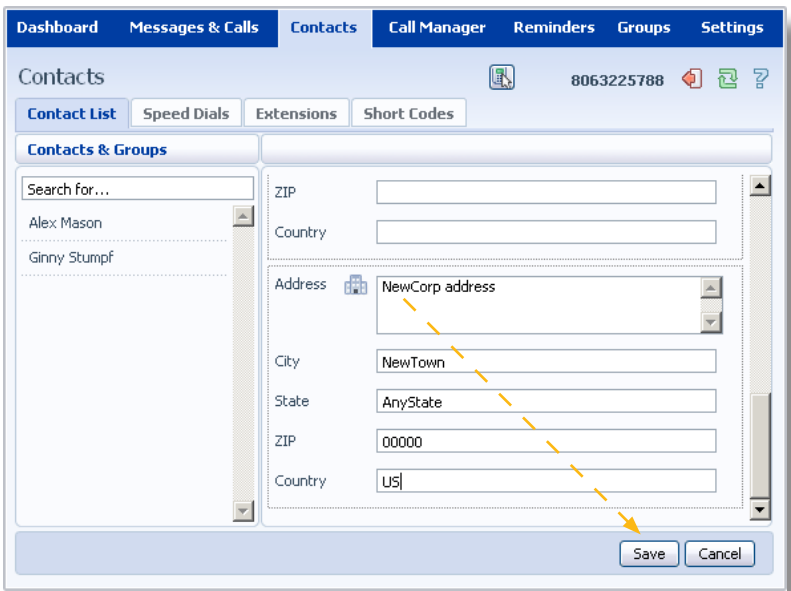 Dashboard Messages & Calls Contacts Call Manager Reminders Groups Settings
Contacts 8063225788
Contact List Speed Dials Extensions Short Codes
Contacts & Groups
Search for...
Alex Mason
Ginny Stumpf
ZIP
Country
Address NewCorp address
City NewTown
State AnyState
ZIP 00000
Country US
Save Cancel